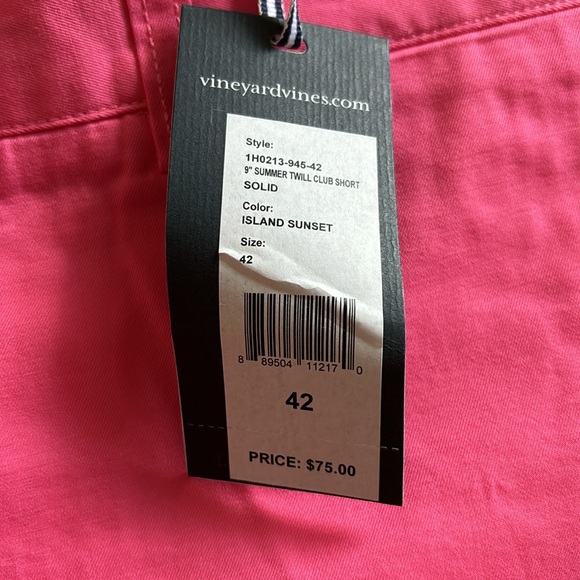 vineyardvines.com
Style:
1H0213-945-42
9" SUMMER TWILL CLUB SHORT
SOLID
Color:
ISLAND SUNSET
Size:
42
8 89504 11217 0
42
PRICE: $75.00